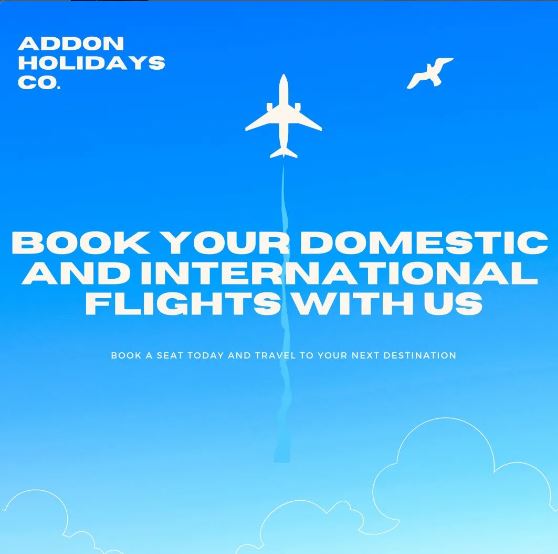 ADDON
HOLIDAYS
CO.
BOOK YOUR DOMESTIC
AND INTERNATIONAL
FLIGHTS WITH US
BOOK A SEAT TODAY AND TRAVEL TO YOUR NEXT DESTINATION